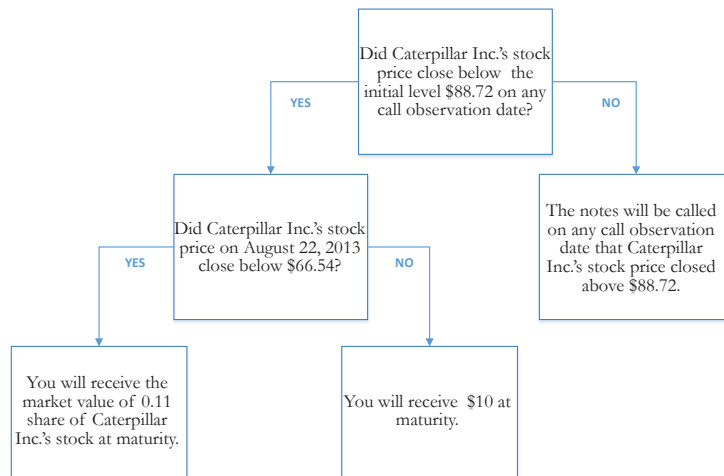 Did Caterpillar Inc.'s stock
price close below the
initial level $88.72 on any
call observation date?
YES
NO
Did Caterpillar Inc.'s stock
price on August 22, 2013
close below $66.54?
The notes will be called
on any call observation
date that Caterpillar
Inc.'s stock price closed
above $88.72.
YES
NO
You will receive the
market value of 0.11
share of Caterpillar
Inc.'s stock at maturity.
You will receive $10 at
maturity.